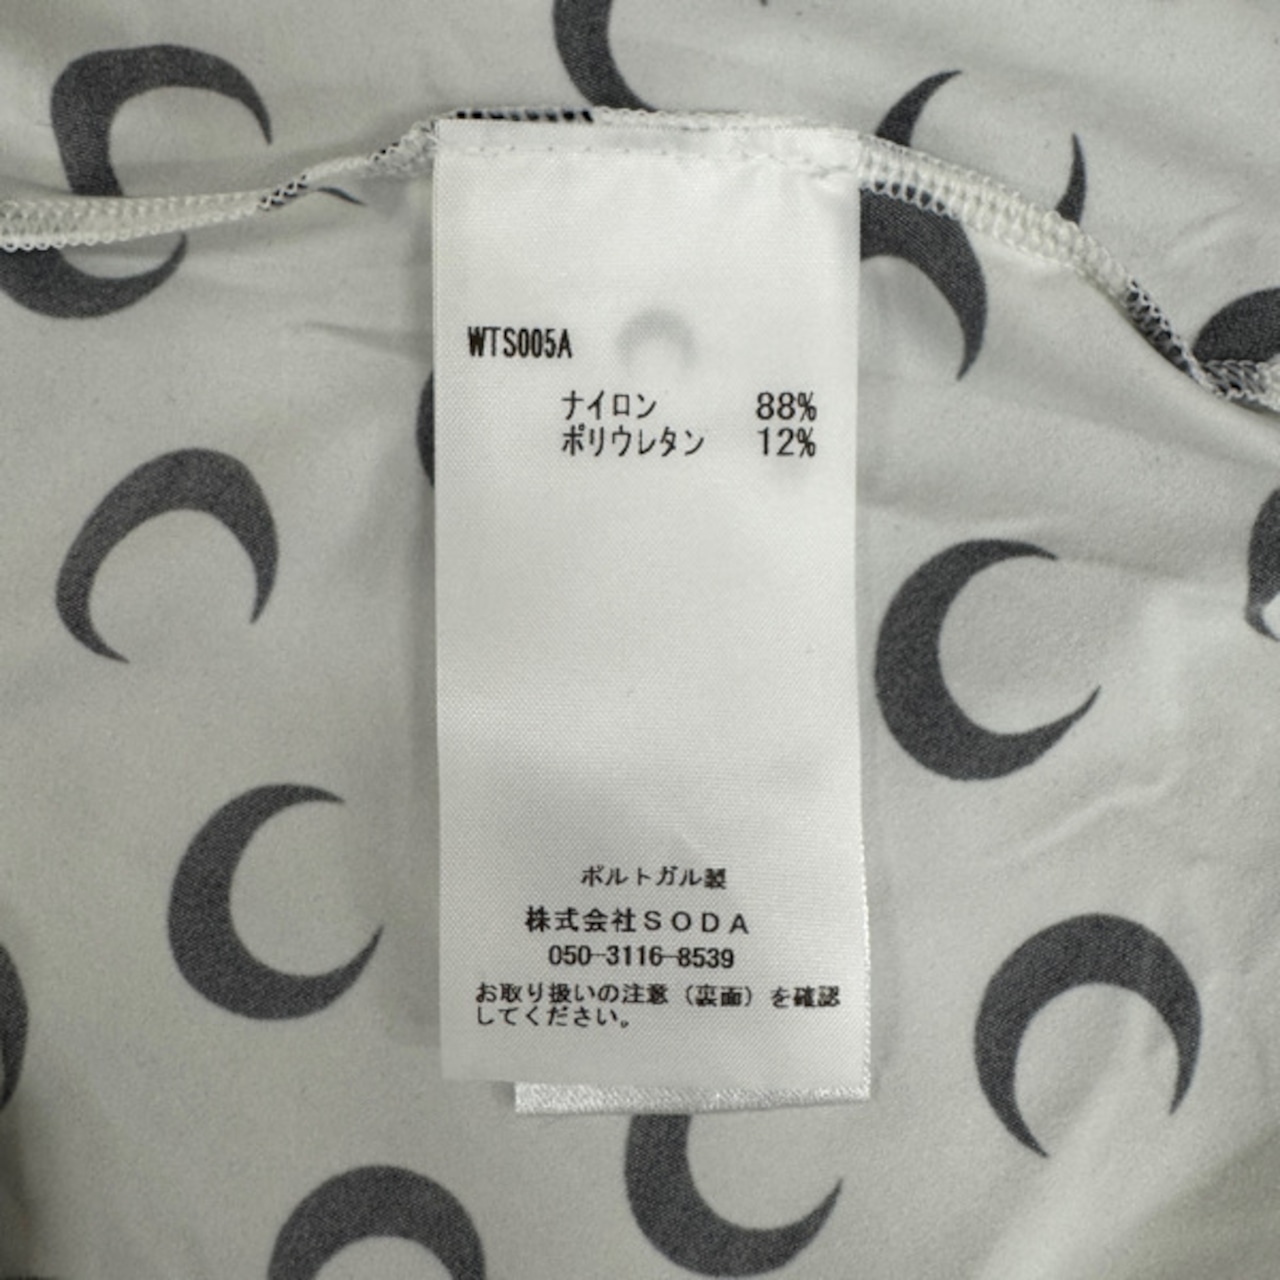 WTS005A
ナイロン 88%
ポリウレタン 12%
ポルトガル製
株式会社SODA
050-3116-8539
お取り扱いの注意（裏面）を確認
してください。